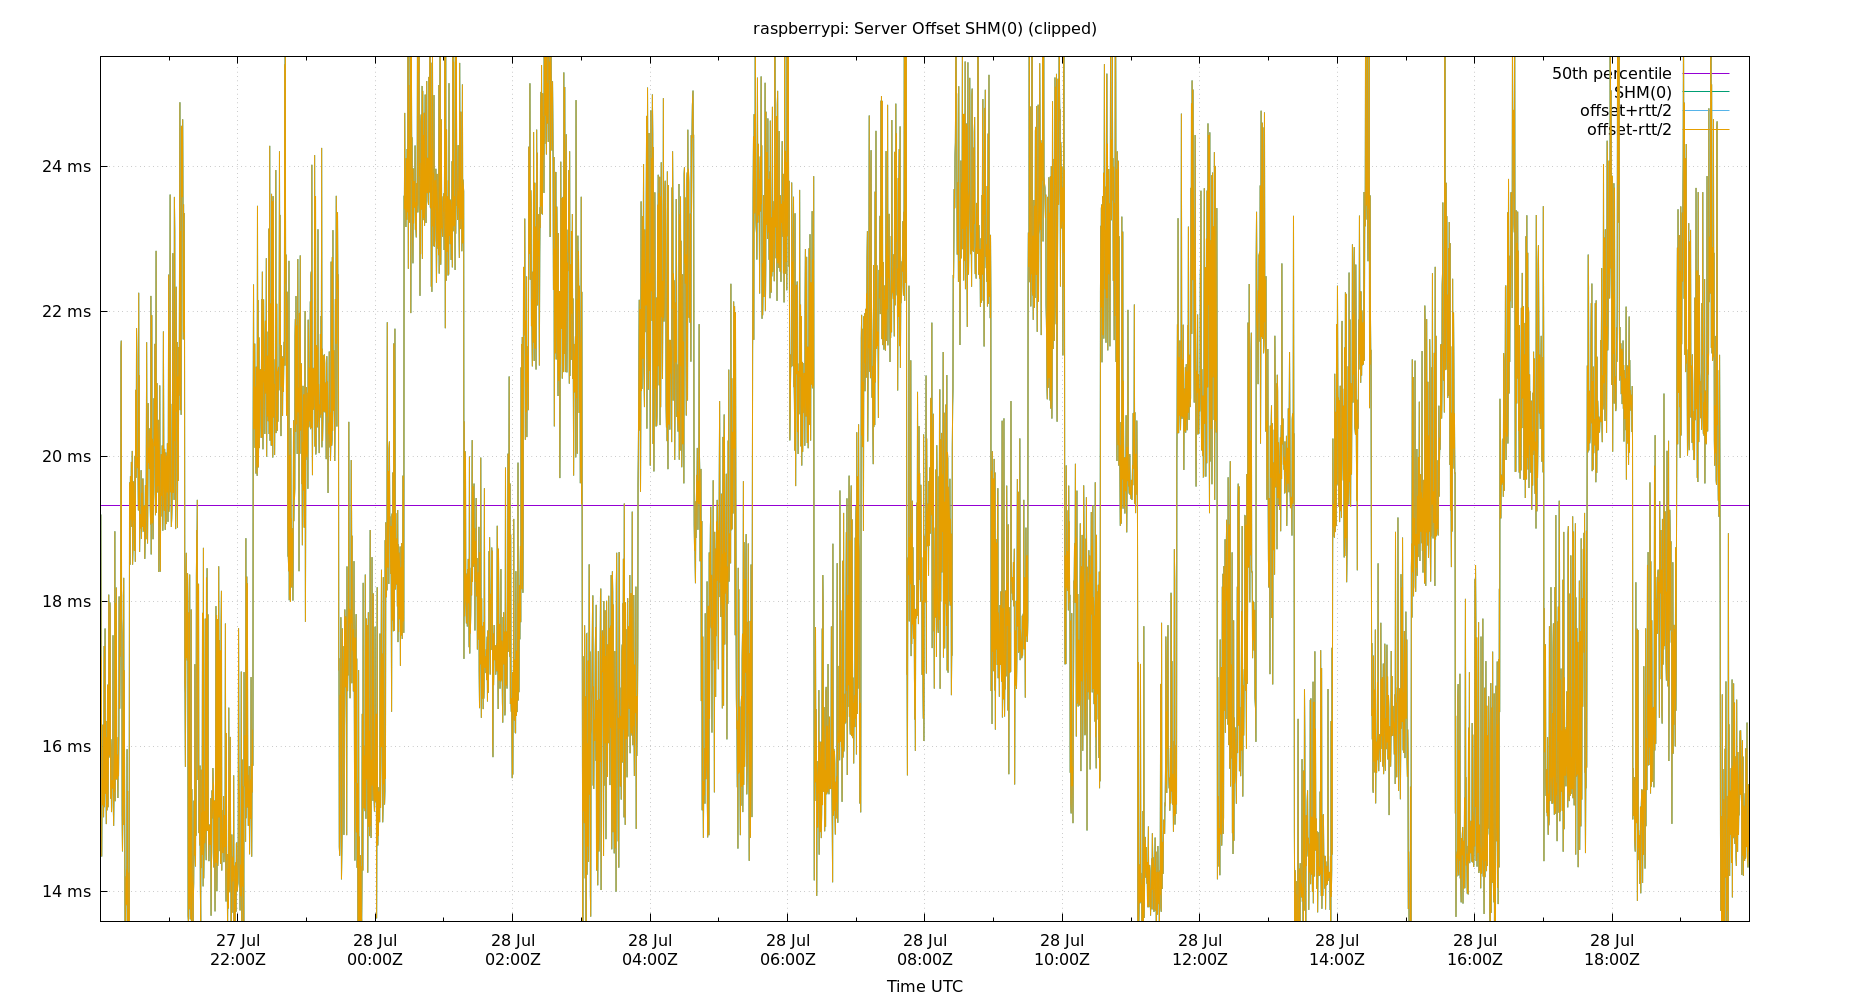 raspberrypi: Server Offset SHM(0) (clipped)
50th percentile
SHM(0)
offset+rtt/2
offset-rtt/2
24 ms
22 ms
20 ms
18 ms
16 ms
14 ms
27 Jul 28 Jul 28 Jul 28 Jul 28 Jul 28 Jul 28 Jul 28 Jul 28 Jul 28 Jul 28 Jul
22:00Z 00:00Z 02:00Z 04:00Z 06:00Z 08:00Z 10:00Z 12:00Z 14:00Z 16:00Z 18:00Z
Time UTC